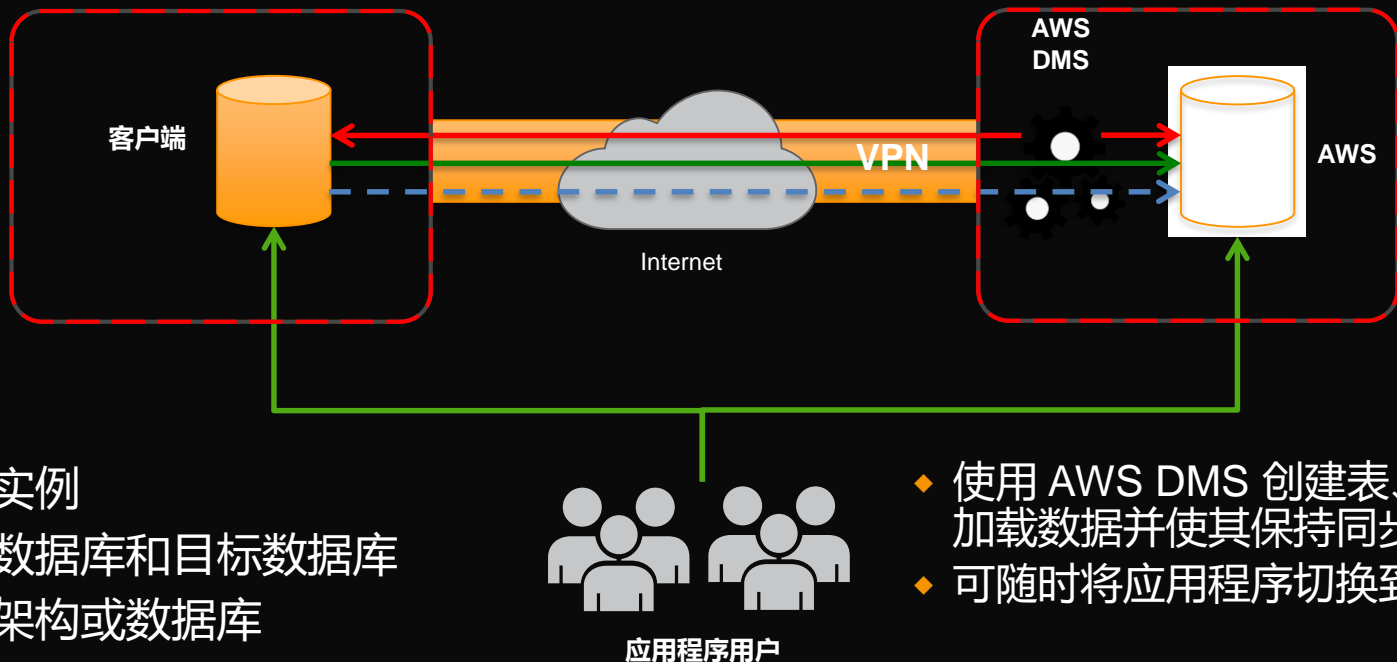 AWS
DMS
客户端
VPN
AWS
Internet
实例
数据库和目标数据库
架构或数据库
使用 AWS DMS 创建表、
加载数据并使其保持同步
可随时将应用程序切换到
应用程序用户